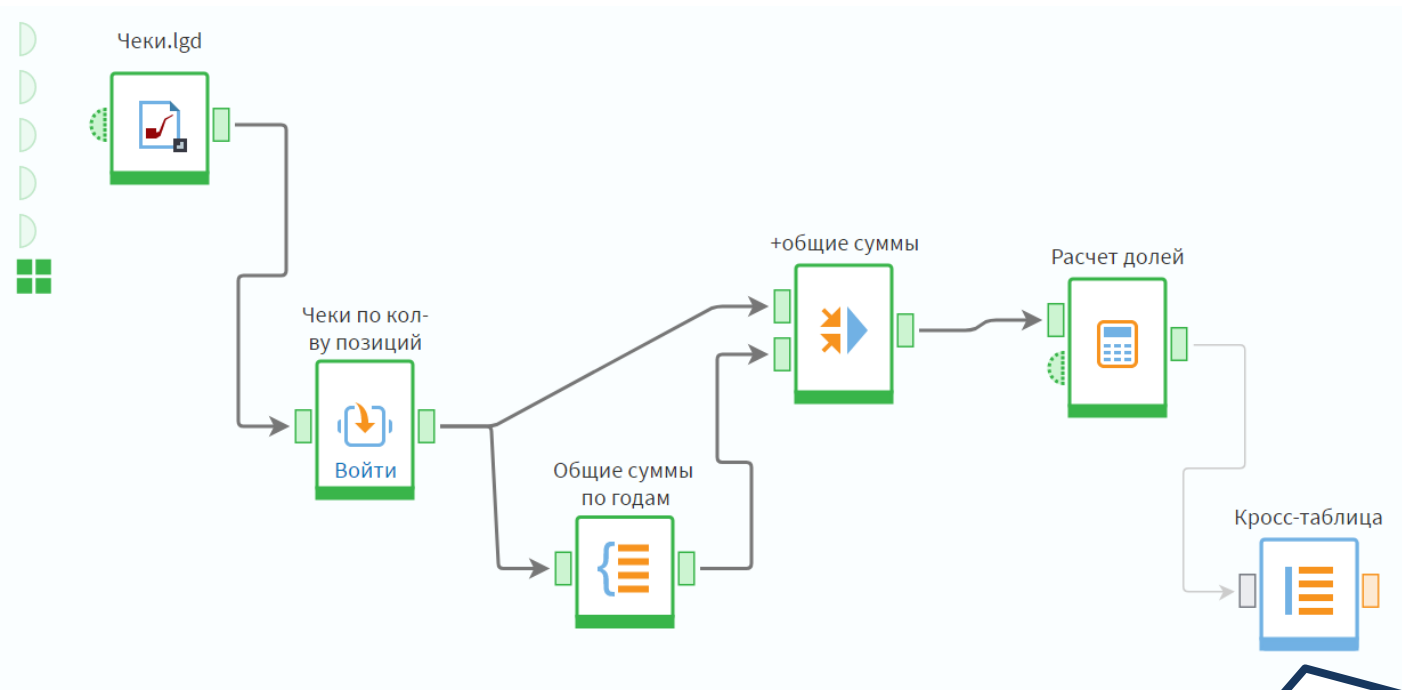 Чеки.lgd
+общие суммы
Расчет долей
Чеки по кол-
ву позиций
Войти
Общие суммы
по годам
Кросс-таблица